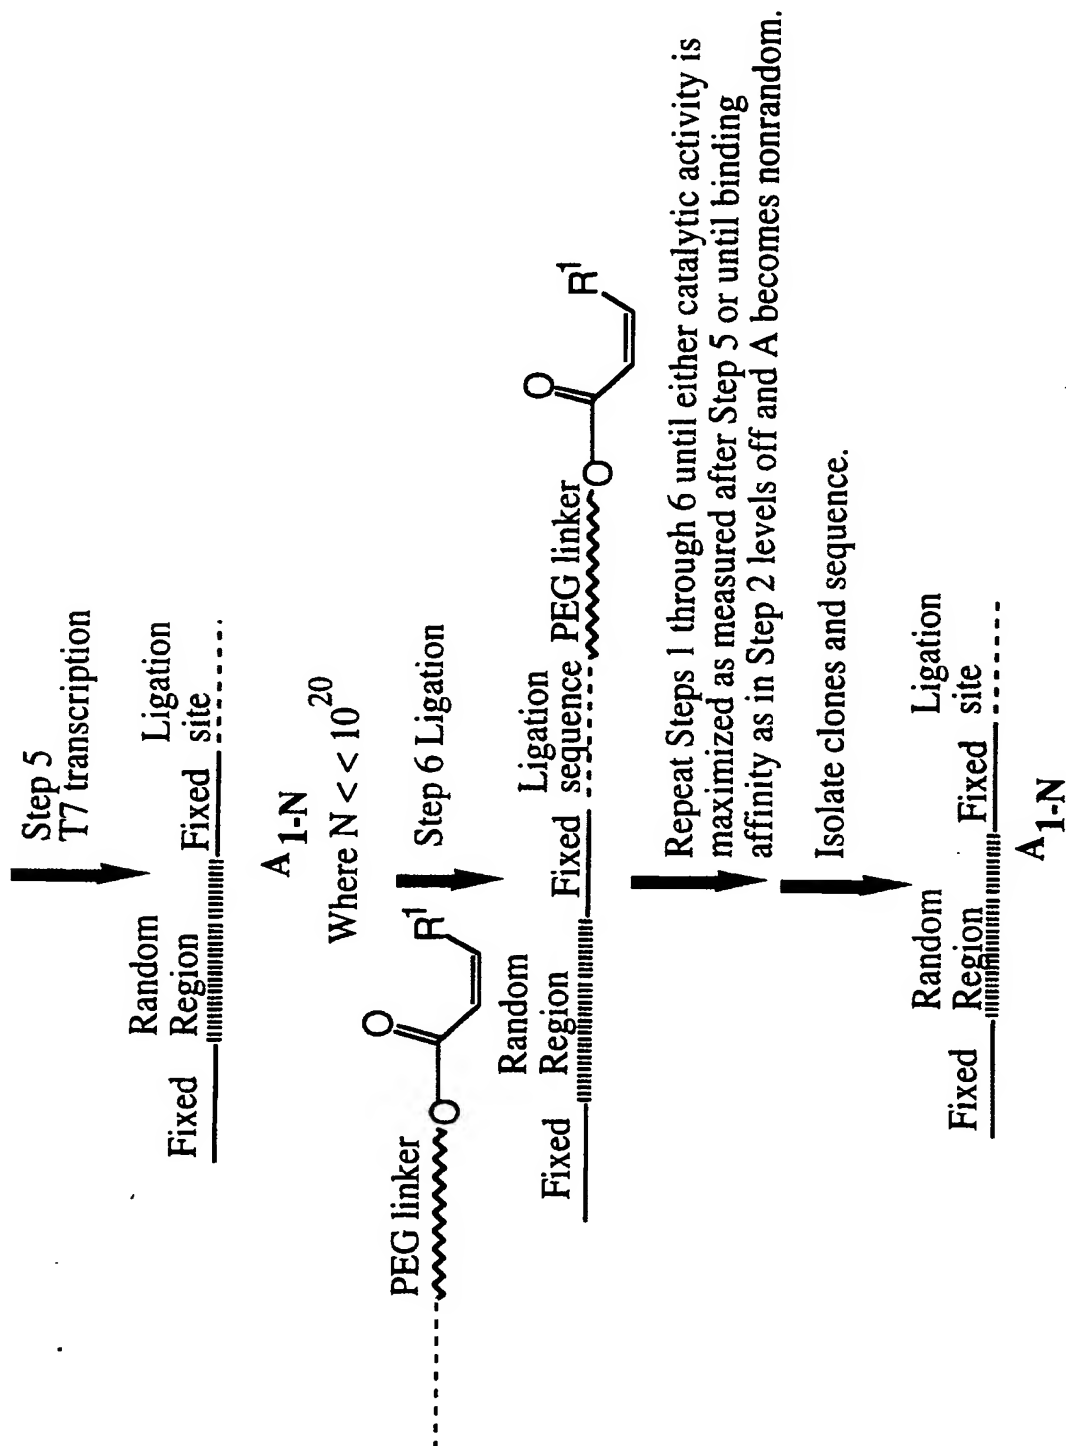 Step 5
T7 transcription
Random
Region
Fixed
Fixed
Ligation
site
A 1-N
Where N < < 10^20
Step 6 Ligation
PEG linker
O
O
R1
Random
Region
Fixed
Fixed
Ligation
sequence
PEG linker
O
O
R1
Repeat Steps 1 through 6 until either catalytic activity is
maximized as measured after Step 5 or until binding
affinity as in Step 2 levels off and A becomes nonrandom.
Isolate clones and sequence.
Random
Region
Fixed
Fixed
Ligation
site
A 1-N